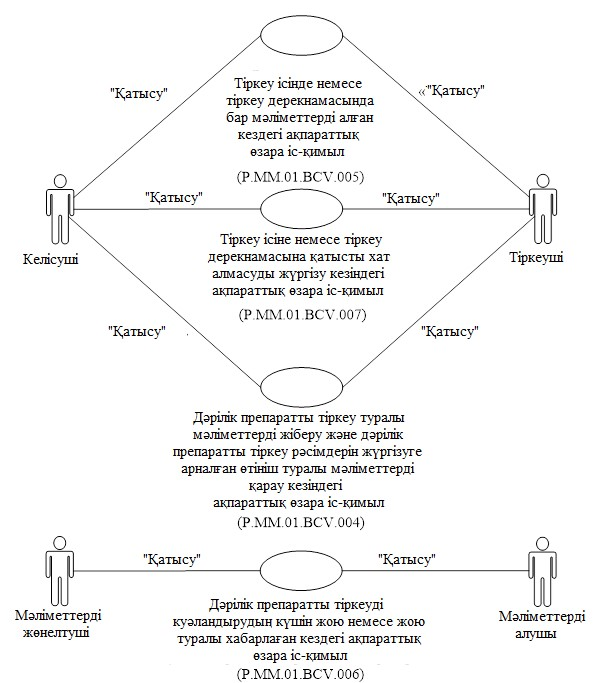 Тіркеу ісінде немесе
тіркеу дерекнамасында
бар мәліметтерді алған
кездегі ақпараттық
өзара іс-қимыл
(P.MM.01.BCV.005)
"Қатысу"
«"Қатысу"
"Қатысу"
"Қатысу"
Келісуші
Тіркеуші
Тіркеу ісіне немесе тіркеу
дерекнамасына қатысты хат
алмасуды жүргізу кезіндегі
ақпараттық өзара іс-қимыл
(P.MM.01.BCV.007)
"Қатысу"
"Қатысу"
Дәрілік препаратты тіркеу туралы
мәліметтерді жіберу және дәрілік
препаратты тіркеу рәсімдерін жүргізуге
арналған өтініш туралы мәліметтерді
қарау кезіндегі
ақпараттық өзара іс-қимыл
(P.MM.01.BCV.004)
"Қатысу"
"Қатысу"
Мәліметтерді
жөнелтуші
Мәліметтерді
алушы
Дәрілік препаратты тіркеуді
куәландырудың күшін жою немесе жою
туралы хабарлаған кездегі ақпараттық
өзара іс-қимыл
(P.MM.01.BCV.006)